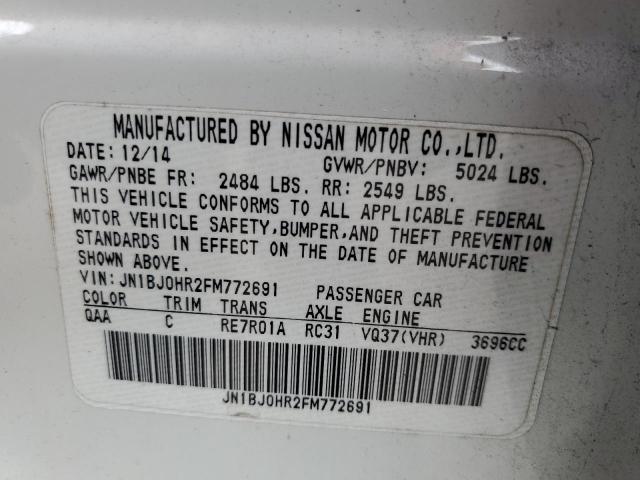 MANUFACTURED BY NISSAN MOTOR CO.,LTD.
DATE: 12/14 GVWR/PNBV: 5024 LBS.
GAWR/PNBE FR: 2484 LBS. RR: 2549 LBS.
THIS VEHICLE CONFORMS TO ALL APPLICABLE FEDERAL
MOTOR VEHICLE SAFETY,BUMPER,AND THEFT PREVENTION
STANDARDS IN EFFECT ON THE DATE OF MANUFACTURE
SHOWN ABOVE.
VIN: JN1BJ0HR2FM772691 PASSENGER CAR
COLOR TRIM TRANS AXLE ENGINE
QAA C RE7R01A RC31 VQ37(VHR) 3696CC
JN1BJ0HR2FM772691